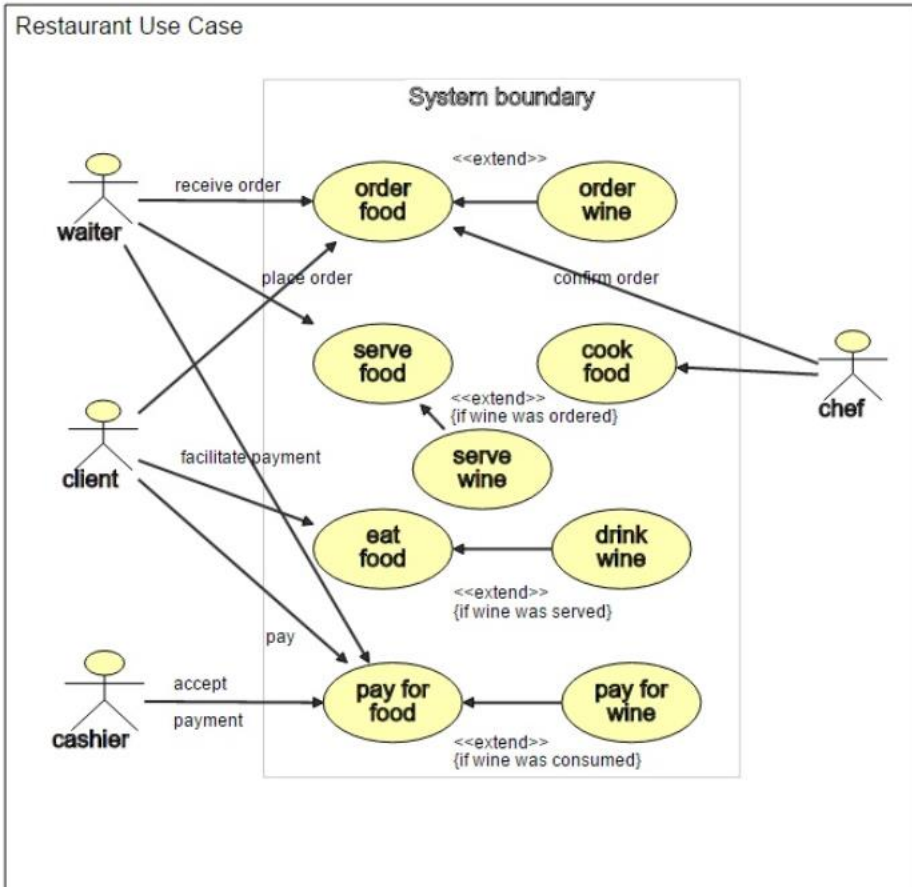 Restaurant Use Case
System boundary
<<extend>>
receive order
order
food
order
wine
waiter
place order
confirm order
serve
food
cook
food
chef
<<extend>>
{if wine was ordered}
serve
wine
client
facilitate payment
eat
food
drink
wine
<<extend>>
{if wine was served}
pay
accept
payment
pay for
food
pay for
wine
cashier
<<extend>>
{if wine was consumed}